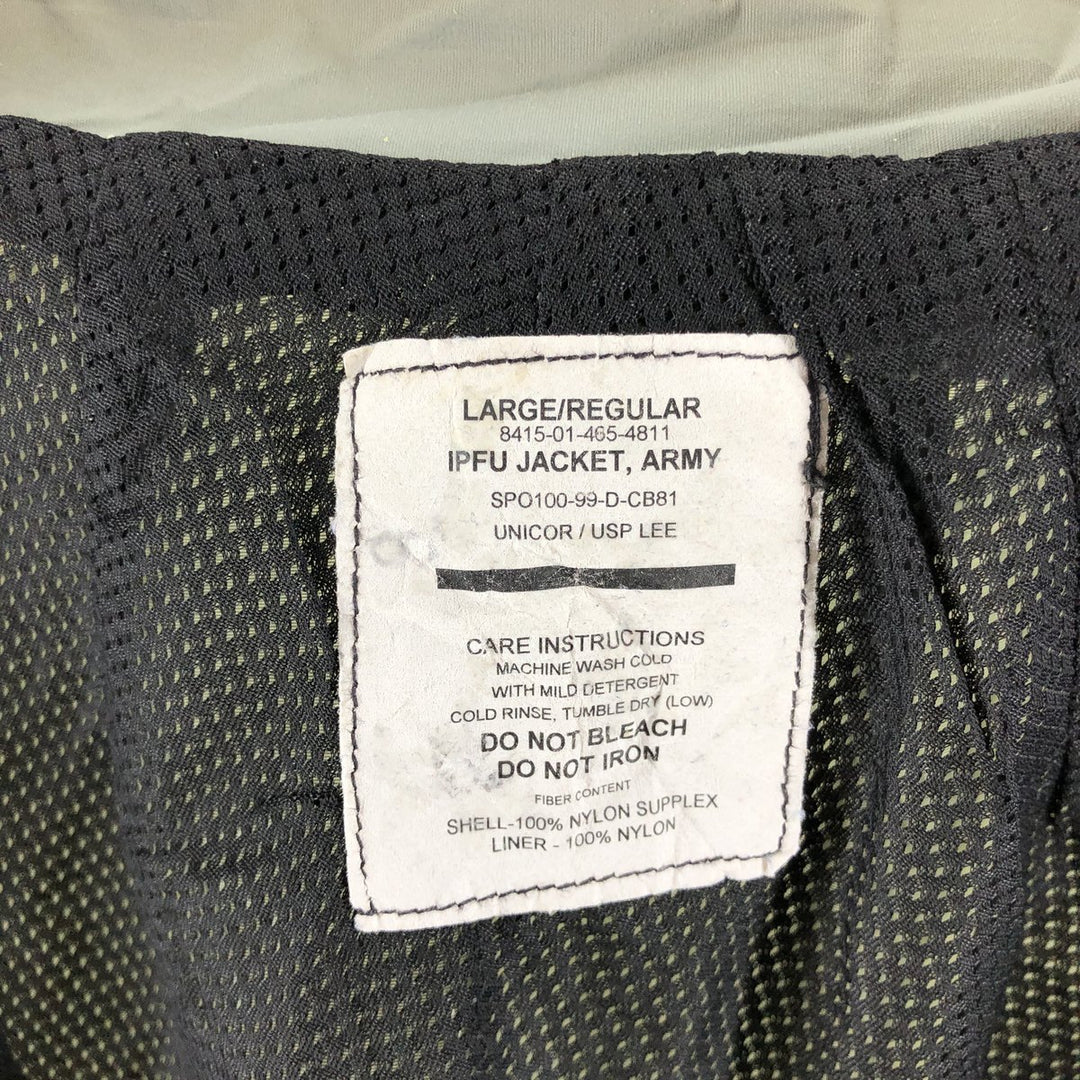 LARGE/REGULAR
8415-01-465-4811
IPFU JACKET, ARMY
SPO100-99-D-CB81
UNICOR / USP LEE
CARE INSTRUCTIONS
MACHINE WASH COLD
WITH MILD DETERGENT
COLD RINSE, TUMBLE DRY (LOW)
DO NOT BLEACH
DO NOT IRON
FIBER CONTENT
SHELL-100% NYLON SUPPLEX
LINER - 100% NYLON